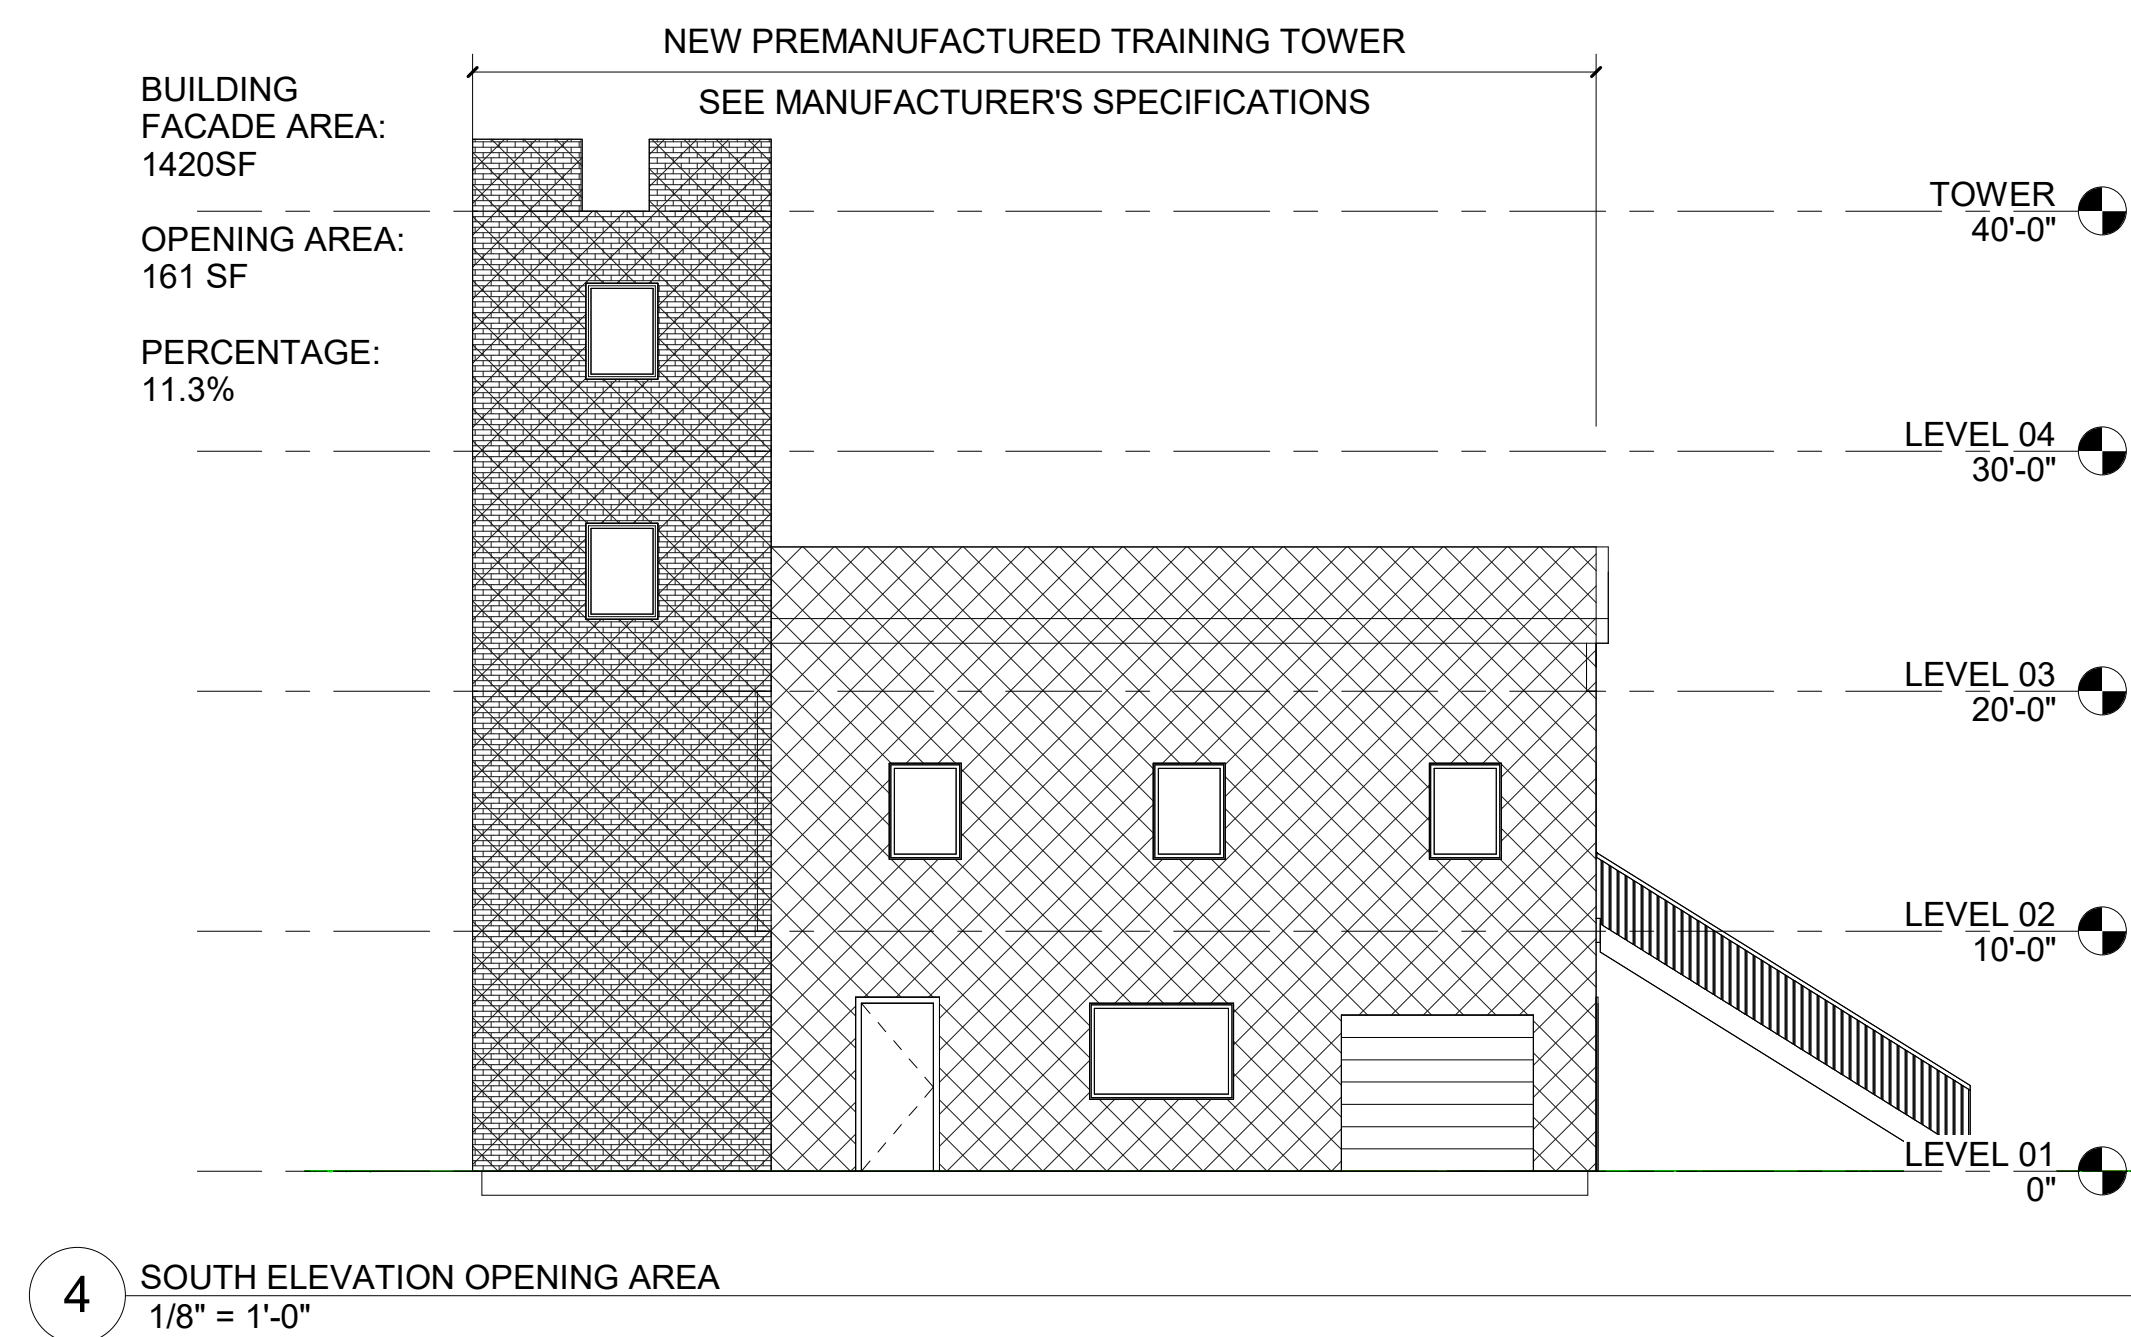 NEW PREMANUFACTURED TRAINING TOWER
SEE MANUFACTURER'S SPECIFICATIONS
BUILDING
FACADE AREA:
1420SF
OPENING AREA:
161 SF
PERCENTAGE:
11.3%
TOWER
40'-0"
LEVEL 04
30'-0"
LEVEL 03
20'-0"
LEVEL 02
10'-0"
LEVEL 01
0"
4
SOUTH ELEVATION OPENING AREA
1/8" = 1'-0"